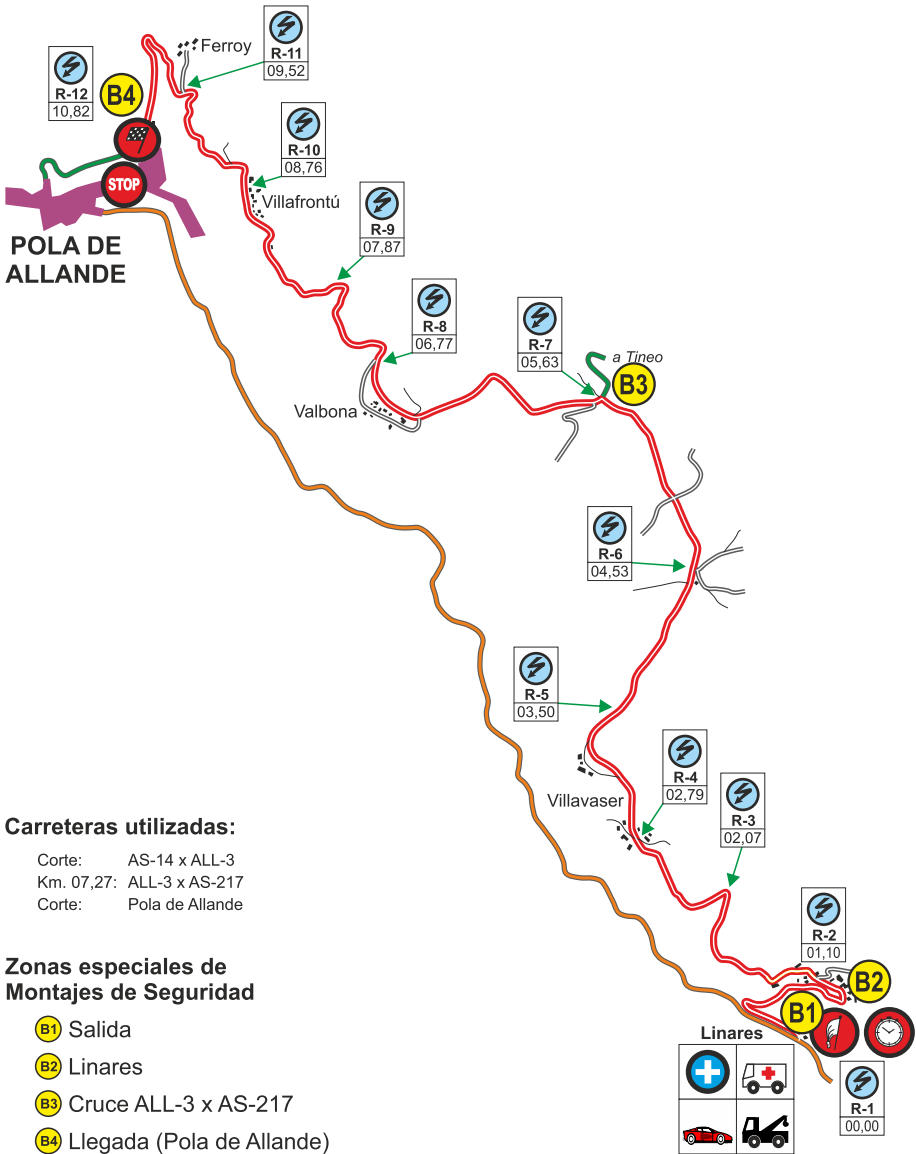 Ferroy
R-11
09,52
R-12
10,82
B4
R-10
08,76
STOP
Villafrontú
R-9
07,87
POLA DE
ALLANDE
R-8
06,77
R-7
05,63
a Tineo
B3
Valbona
R-6
04,53
R-5
03,50
R-4
02,79
Villavaser
R-3
02,07
Carreteras utilizadas:
Corte: AS-14 x ALL-3
Km. 07,27: ALL-3 x AS-217
Corte: Pola de Allande
R-2
01,10
B2
B1
Linares
R-1
00,00
Zonas especiales de
Montajes de Seguridad
B1 Salida
B2 Linares
B3 Cruce ALL-3 x AS-217
B4 Llegada (Pola de Allande)